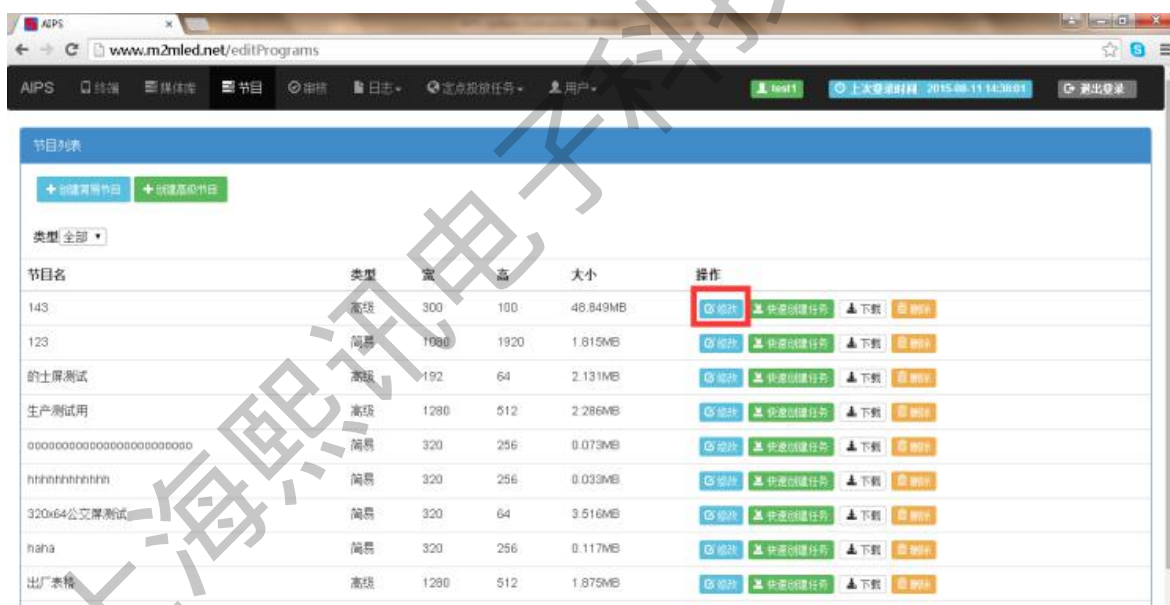 AIPS
www.m2mled.net/editPrograms
AIPS 终端 媒体库 节目 审核 日志 定点投放任务 用户 test1 上次登录时间 2015-08-11 14:38:01 退出登录
节目列表
+ 创建简易节目 + 创建高级节目
类型 全部
节目名 类型 宽 高 大小 操作
143 高级 300 100 48.849MB 修改 快速创建任务 下载 删除
123 简易 1080 1920 1.815MB 修改 快速创建任务 下载 删除
的士屏测试 高级 192 64 2.131MB 修改 快速创建任务 下载 删除
生产测试用 高级 1280 512 2.286MB 修改 快速创建任务 下载 删除
oooooooooooooooooooooooooo 简易 320 256 0.073MB 修改 快速创建任务 下载 删除
hhhhhhhhhhhhh 简易 320 256 0.033MB 修改 快速创建任务 下载 删除
320x64公交屏测试 简易 320 64 3.516MB 修改 快速创建任务 下载 删除
haha 简易 320 256 0.117MB 修改 快速创建任务 下载 删除
出厂表格 高级 1280 512 1.875MB 修改 快速创建任务 下载 删除
上海熙讯电子科技